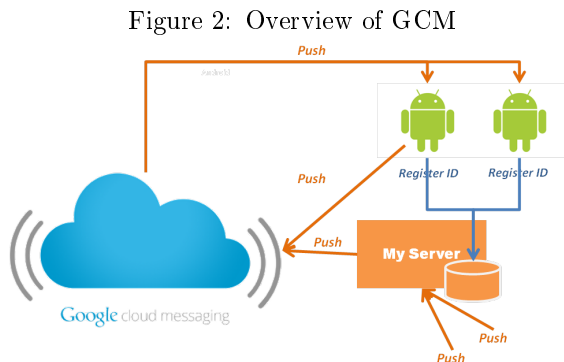 Figure 2: Overview of GCM
Push
Register ID
Register ID
Push
Push
My Server
Google cloud messaging
Push
Push